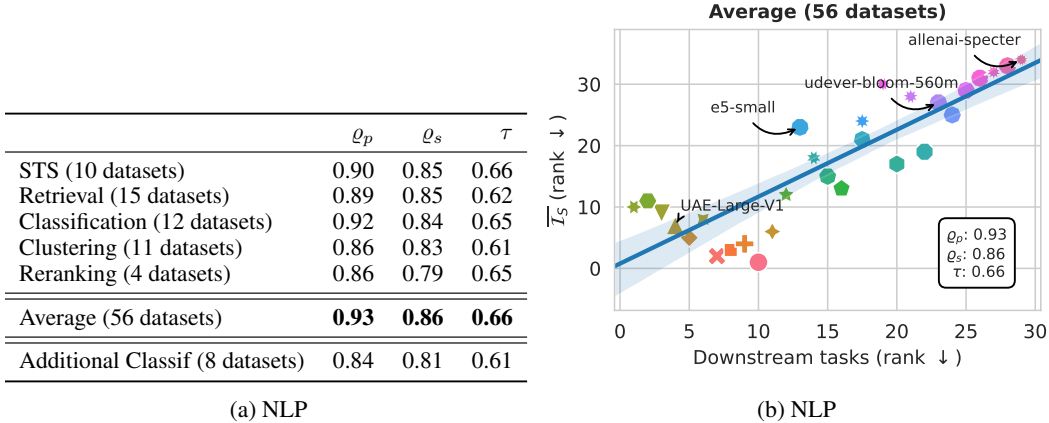 ϱp ϱs τ
STS (10 datasets) 0.90 0.85 0.66
Retrieval (15 datasets) 0.89 0.85 0.62
Classification (12 datasets) 0.92 0.84 0.65
Clustering (11 datasets) 0.86 0.83 0.61
Reranking (4 datasets) 0.86 0.79 0.65
Average (56 datasets) 0.93 0.86 0.66
Additional Classif (8 datasets) 0.84 0.81 0.61
(a) NLP
Average (56 datasets)
allenai-specter
udever-bloom-560m
e5-small
UAE-Large-V1
ϱp: 0.93
ϱs: 0.86
τ: 0.66
30
20
10
0
I̅S (rank ↓)
0 5 10 15 20 25 30
Downstream tasks (rank ↓)
(b) NLP